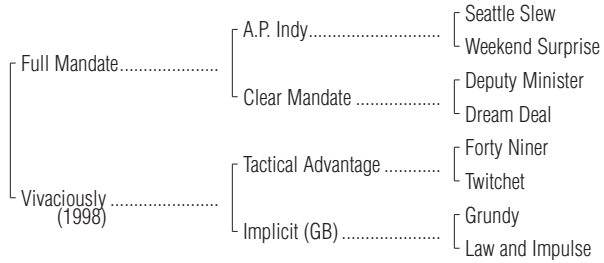 Seattle Slew
A.P. Indy..............................
Weekend Surprise
Full Mandate......................
Deputy Minister
Clear Mandate ...................
Dream Deal
Forty Niner
Tactical Advantage ............
Twitchet
Vivaciously ........................
(1998)
Grundy
Implicit (GB)......................
Law and Impulse